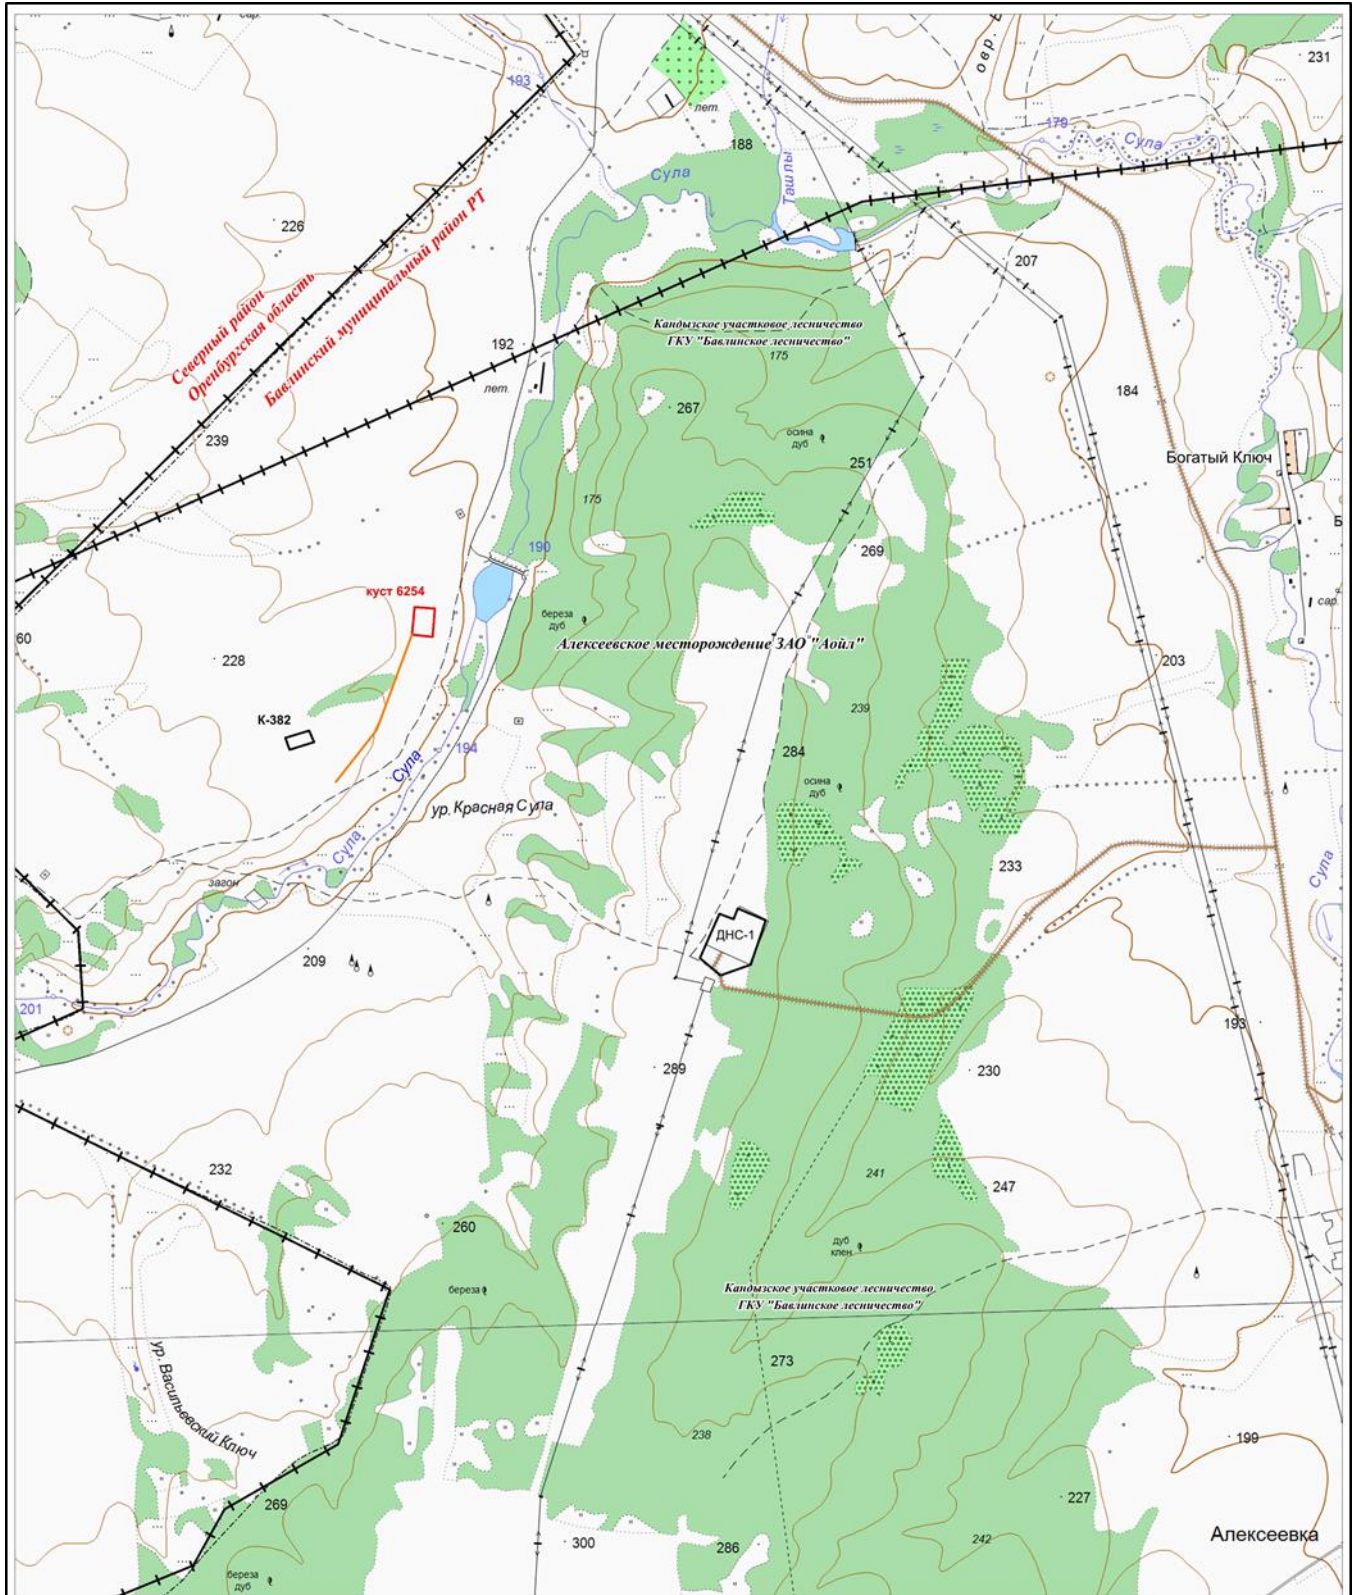 сар.
193
231
овр.
лет.
179
Сула
188
Сула
Ташлы
226
207
Северный район
Оренбургская область
Бавлинский муниципальный район РТ
Кандызское участковое лесничество
ГКУ "Бавлинское лесничество"
192
175
лет.
184
267
239
осина
дуб
251
Богатый Ключ
175
Б
190
269
куст 6254
береза
дуб
сар.
60
Алексеевское месторождение ЗАО "Аойл"
228
203
239
К-382
194
284
Сула
осина
дуб
ур. Красная Сула
Сула
233
Сула
загон
ДНС-1
209
201
193
289
230
232
241
247
260
дуб
клен
береза
Кандызское участковое лесничество
ГКУ "Бавлинское лесничество"
273
ур. Васильевский Ключ
238
199
269
227
Алексеевка
300
286
242
береза
дуб